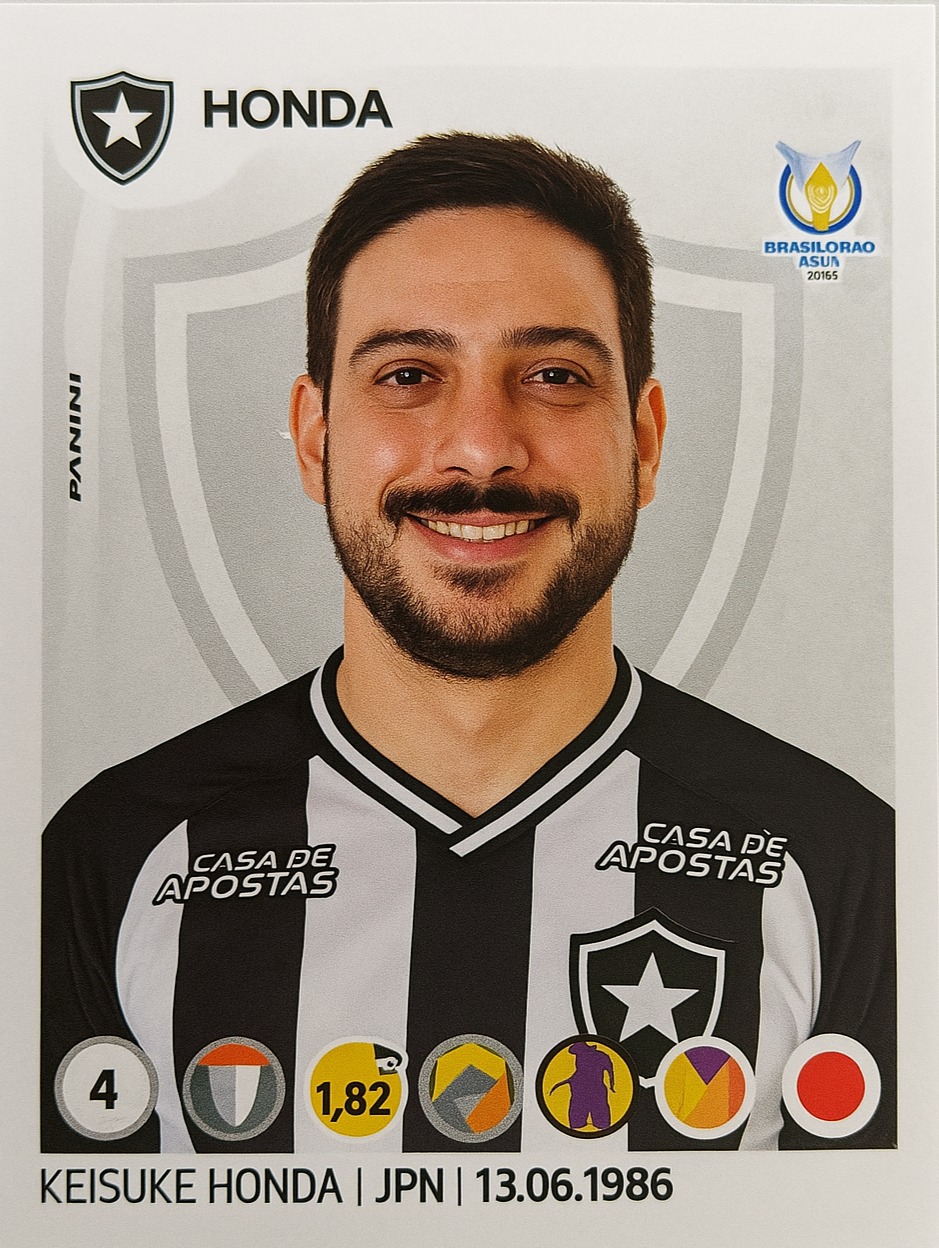 HONDA
BRASILORAO
ASUN
20165
PANINI
CASA DE
APOSTAS
CASA DÈ
APOSTAS
4
1,82
KEISUKE HONDA | JPN | 13.06.1986